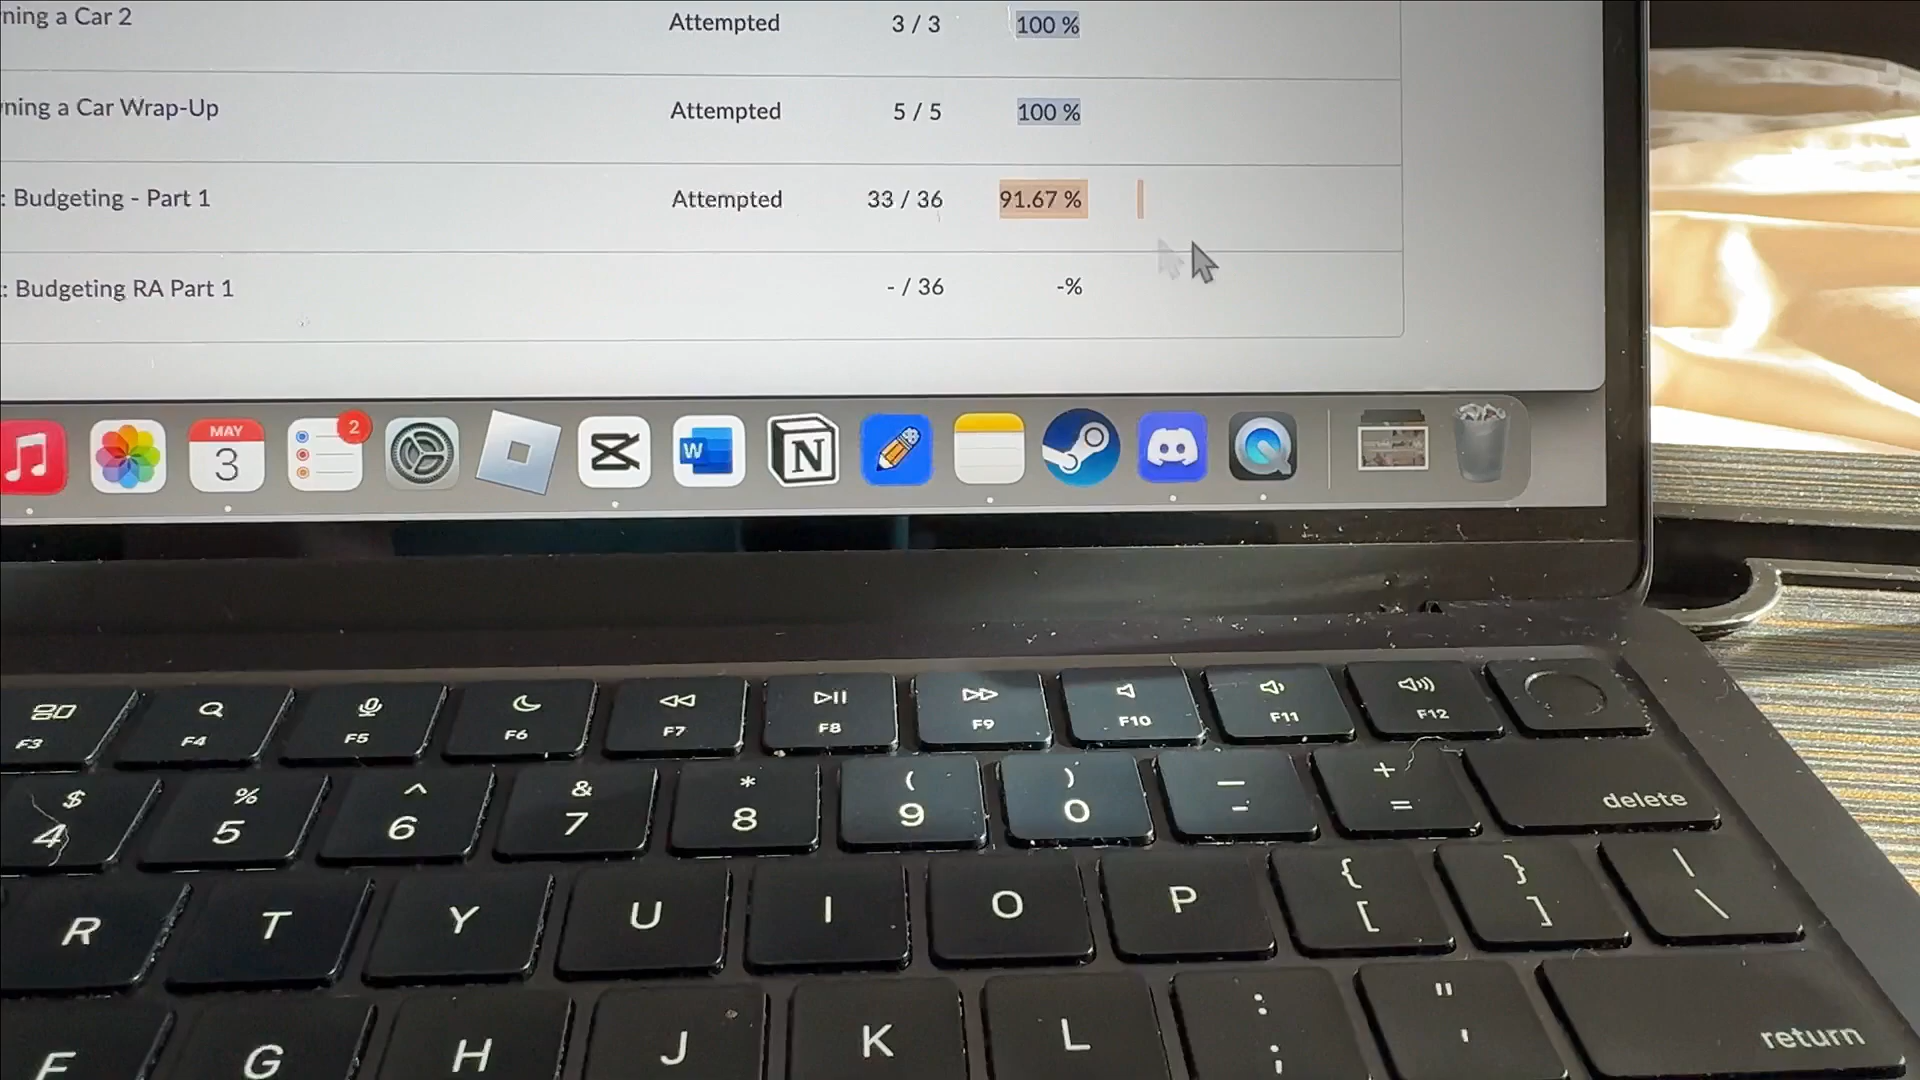 ning a Car 2 Attempted 3 / 3 100 %
ning a Car Wrap-Up Attempted 5 / 5 100 %
: Budgeting - Part 1 Attempted 33 / 36 91.67 %
: Budgeting RA Part 1 - / 36 -%
MAY
3
2
W
N
F3 F4 F5 F6 F7 F8 F9 F10 F11 F12
$ % ^ & * ( ) — +
4 5 6 7 8 9 0 - = delete
R T Y U I O P { [ } ] | \
F G H J K L : ; " ' return